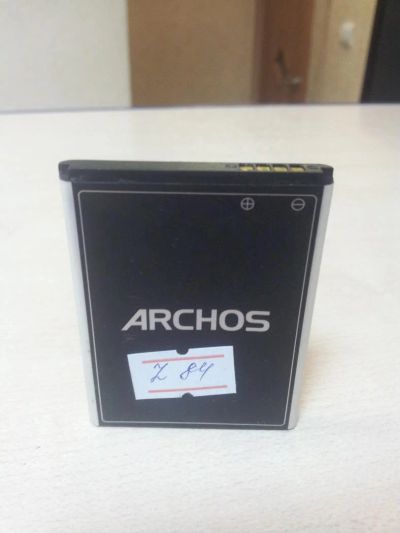 ⊕ ⊖
ARCHOS
Z 84